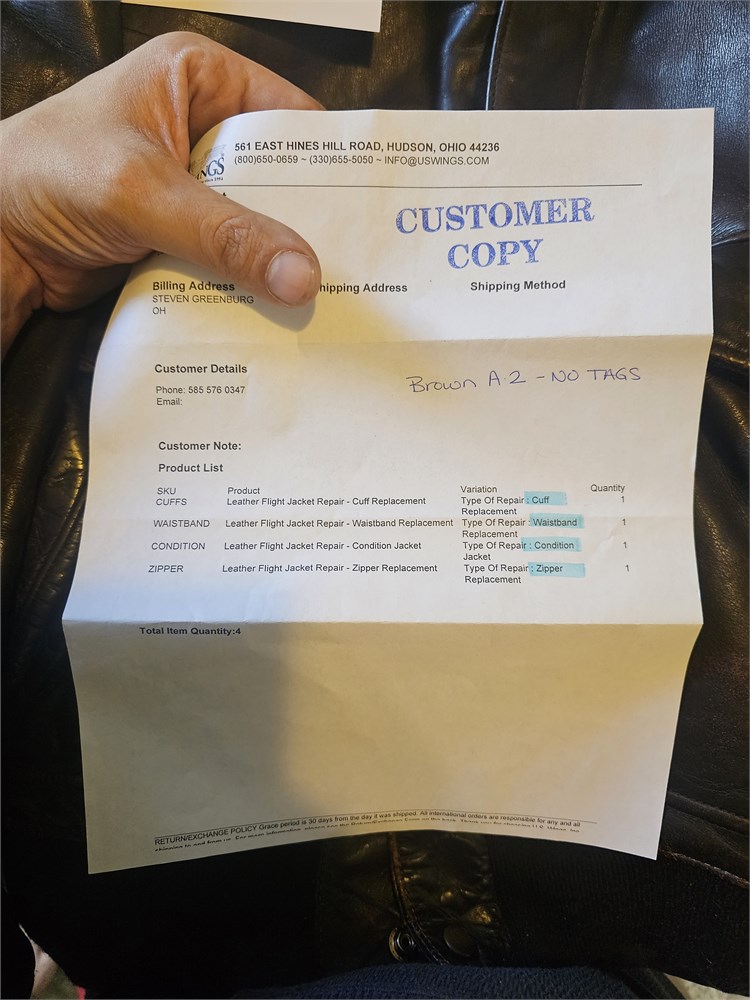 561 EAST HINES HILL ROAD, HUDSON, OHIO 44236
(800)650-0659 ~ (330)655-5050 ~ INFO@USWINGS.COM
CUSTOMER
COPY
Billing Address hipping Address Shipping Method
STEVEN GREENBURG
OH
Customer Details
Brown A-2 - NO TAGS
Phone: 585 576 0347
Email:
Customer Note:
Product List
SKU Product Variation Quantity
CUFFS Leather Flight Jacket Repair - Cuff Replacement Type Of Repair : Cuff 1
Replacement
WAISTBAND Leather Flight Jacket Repair - Waistband Replacement Type Of Repair : Waistband 1
Replacement
CONDITION Leather Flight Jacket Repair - Condition Jacket Type Of Repair : Condition 1
Jacket
ZIPPER Leather Flight Jacket Repair - Zipper Replacement Type Of Repair : Zipper 1
Replacement
Total Item Quantity:4
RETURN/EXCHANGE POLICY Grace period is 30 days from the day it was shipped. All international orders are responsible for any and all